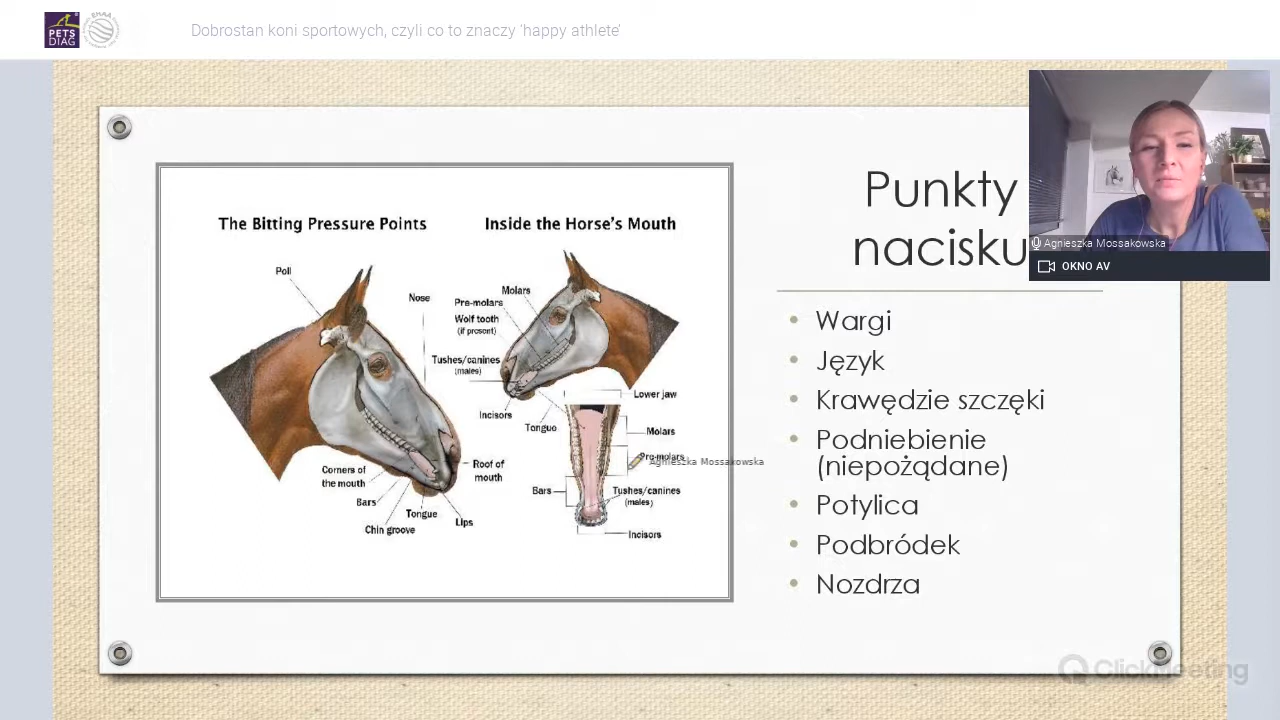 PETS
DIAG
Dobrostan koni sportowych, czyli co to znaczy 'happy athlete'
Punkty
nacisku
Agnieszka Mossakowska
OKNO AV
The Bitting Pressure Points
Inside the Horse's Mouth
Poll
Nose
Corners of
the mouth
Bars
Chin groove
Tongue
Lips
Roof of
mouth
Molars
Pre-molars
Wolf tooth
(if present)
Tushes/canines
(males)
Incisors
Tongue
Lower jaw
Molars
Pre-molars
Agnieszka Mossakowska
Bars
Tushes/canines
(males)
Incisors
• Wargi
• Język
• Krawędzie szczęki
• Podniebienie
(niepożądane)
• Potylica
• Podbródek
• Nozdrza
ClickMeeting